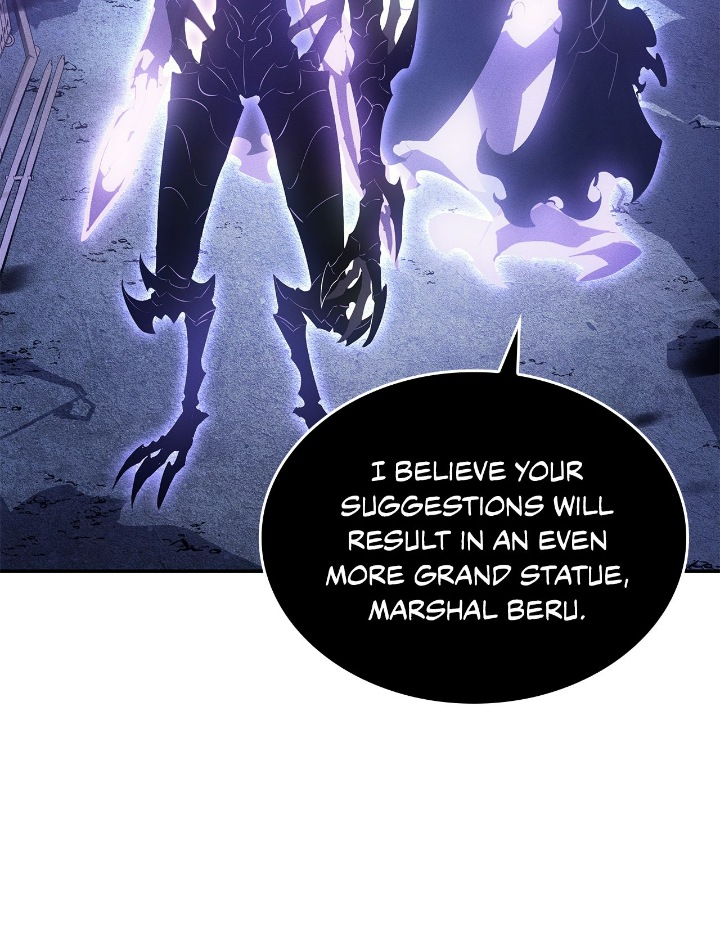 I BELIEVE YOUR
SUGGESTIONS WILL
RESULT IN AN EVEN
MORE GRAND STATUE,
MARSHAL BERU.